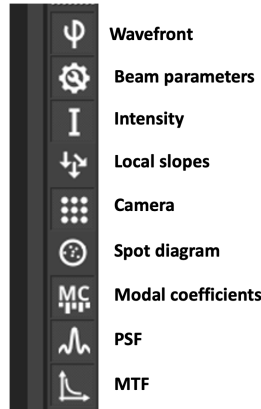 φ Wavefront
Beam parameters
I Intensity
Local slopes
Camera
Spot diagram
MC Modal coefficients
PSF
MTF